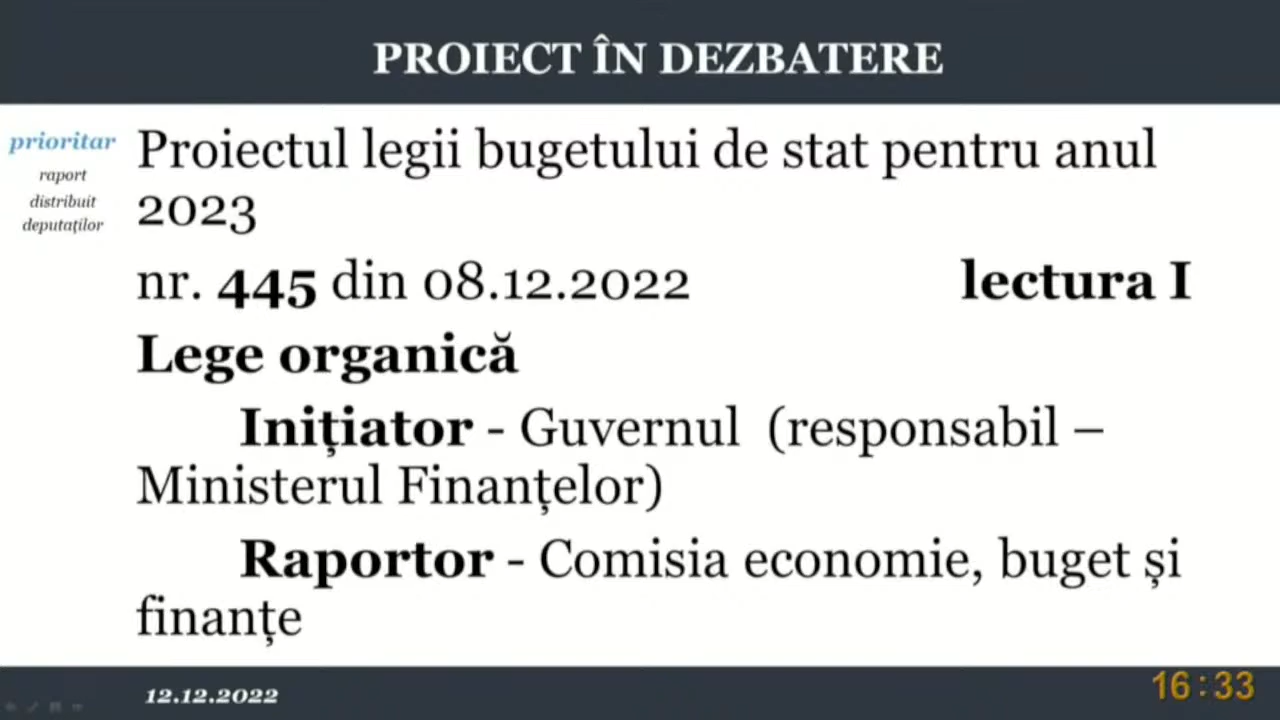 PROIECT ÎN DEZBATERE
prioritar
raport
distribuit
deputaților
Proiectul legii bugetului de stat pentru anul
2023
nr. 445 din 08.12.2022 lectura I
Lege organică
Inițiator - Guvernul (responsabil –
Ministerul Finanțelor)
Raportor - Comisia economie, buget și
finanțe
12.12.2022
16:33